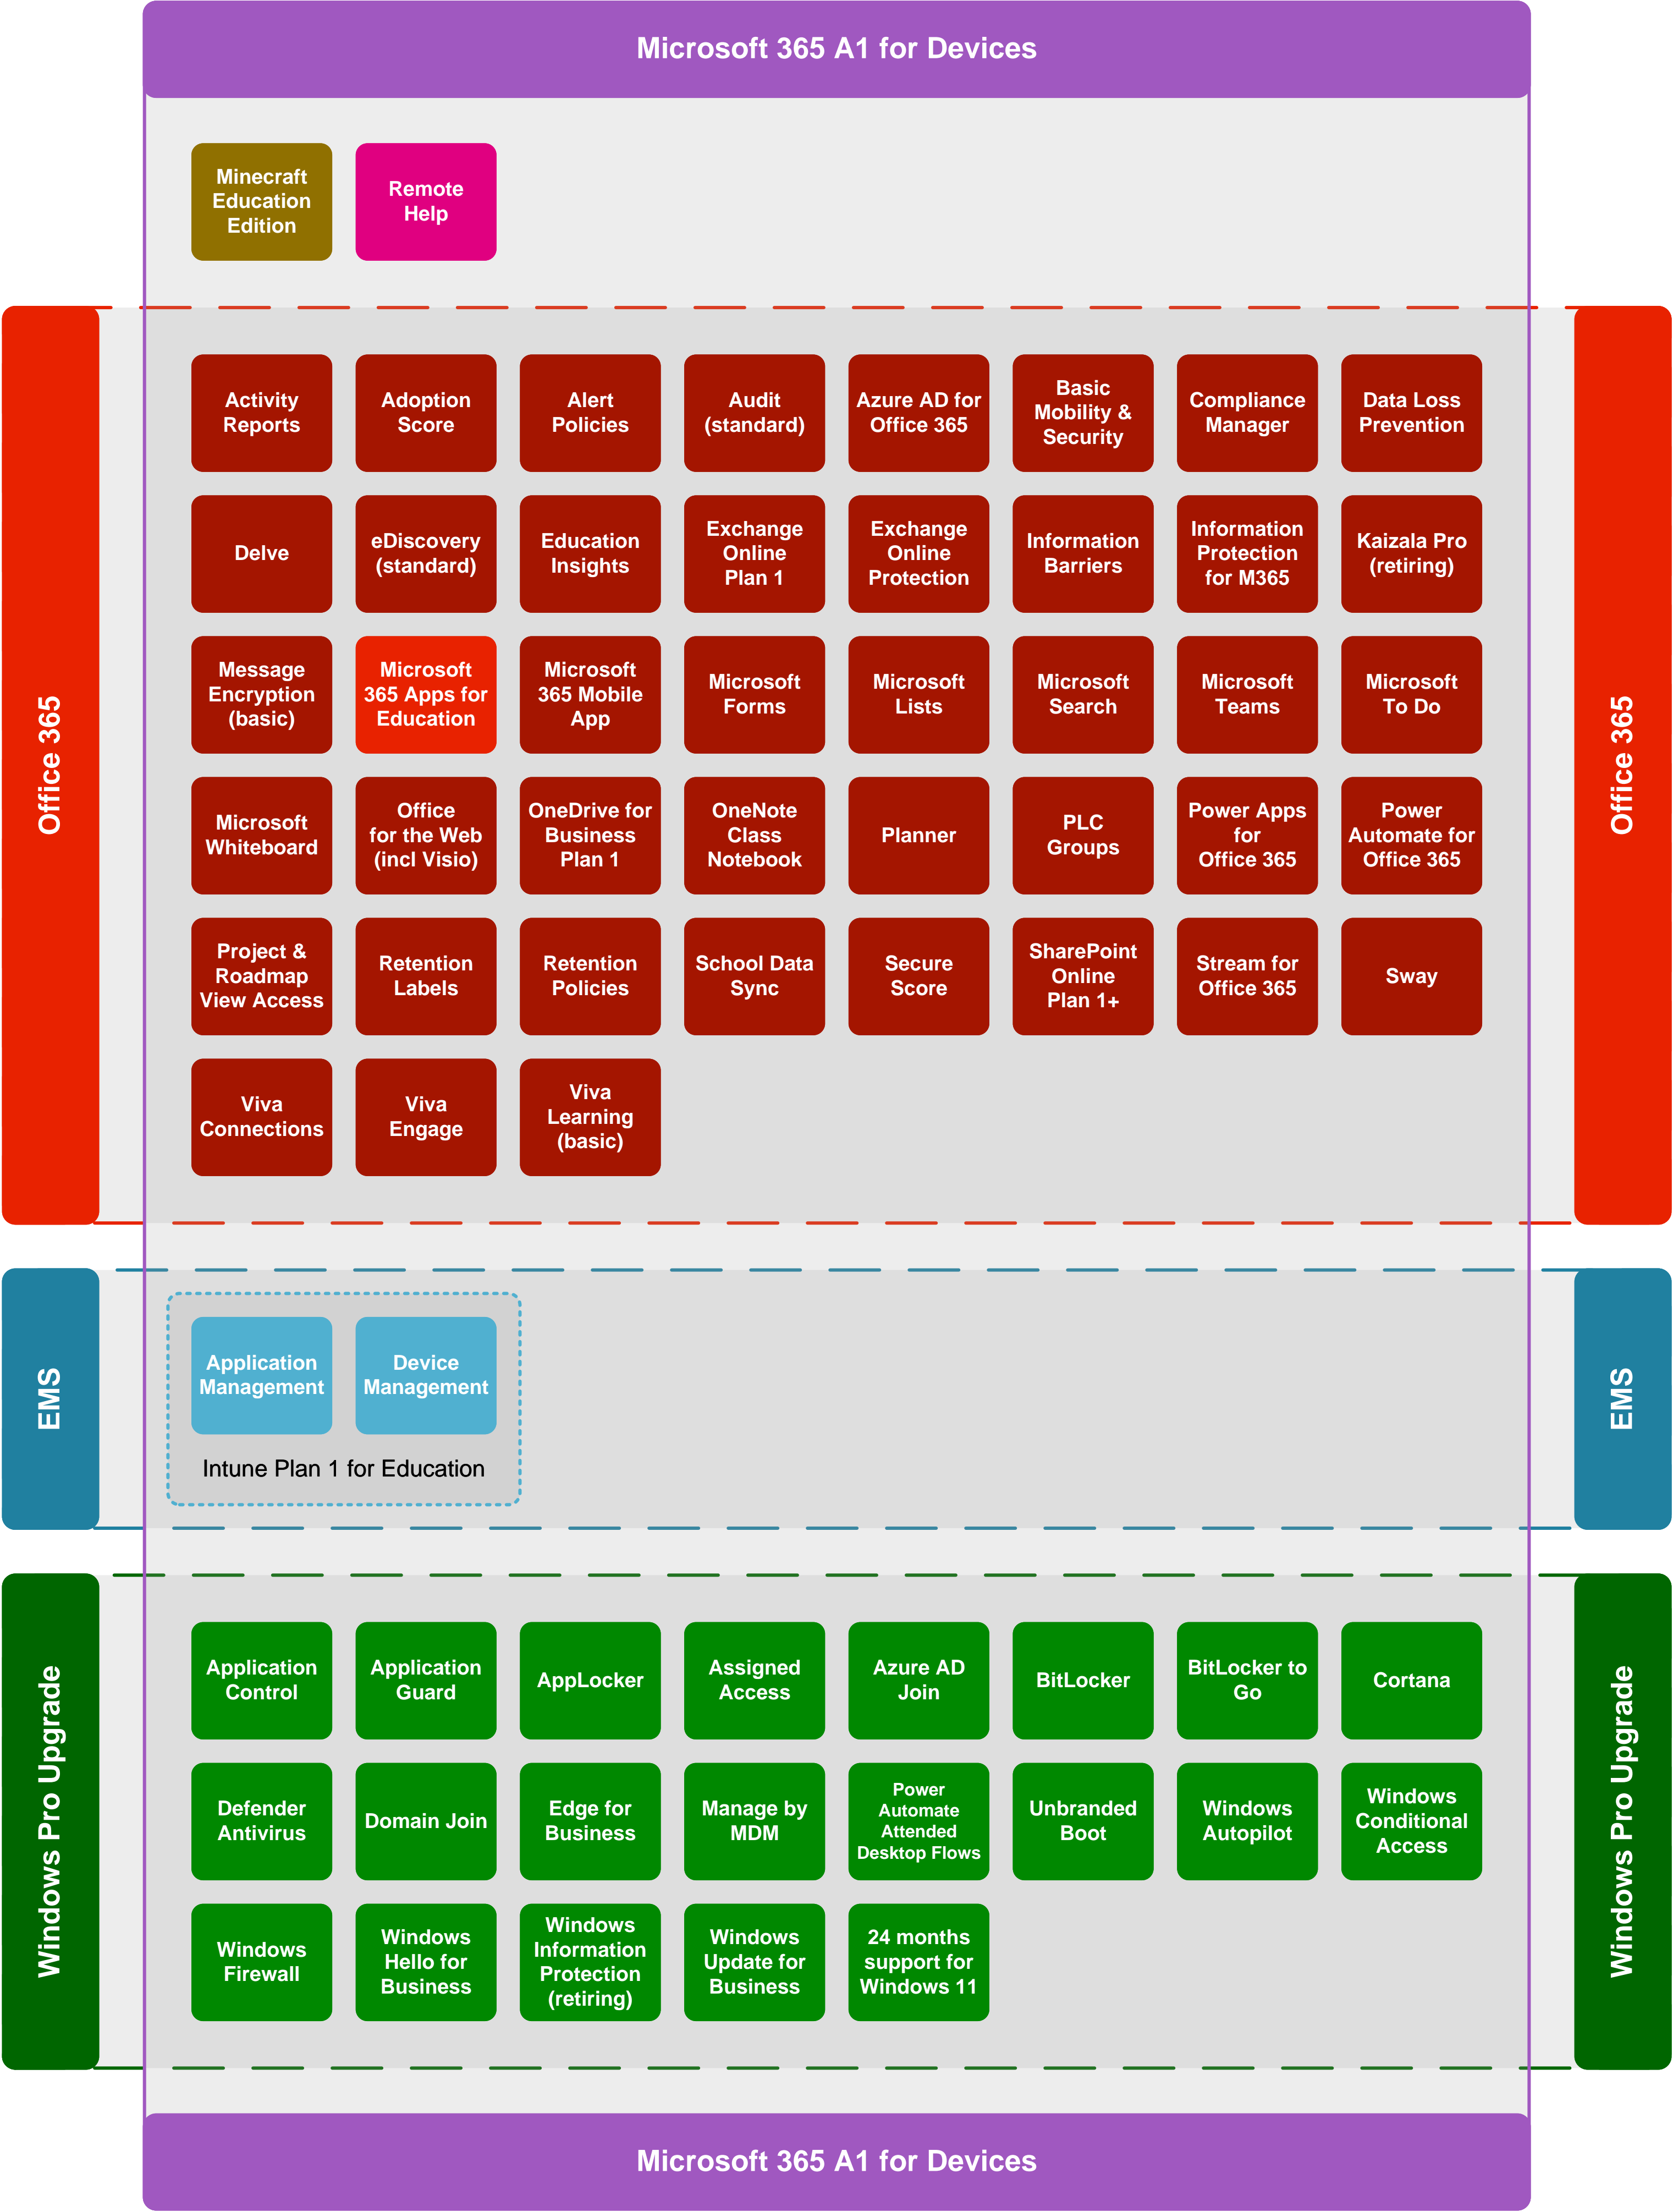 Microsoft 365 A1 for Devices
Minecraft
Education
Edition
Remote
Help
Office 365
Office 365
Activity
Reports
Adoption
Score
Alert
Policies
Audit
(standard)
Azure AD for
Office 365
Basic
Mobility &
Security
Compliance
Manager
Data Loss
Prevention
Delve
eDiscovery
(standard)
Education
Insights
Exchange
Online
Plan 1
Exchange
Online
Protection
Information
Barriers
Information
Protection
for M365
Kaizala Pro
(retiring)
Message
Encryption
(basic)
Microsoft
365 Apps for
Education
Microsoft
365 Mobile
App
Microsoft
Forms
Microsoft
Lists
Microsoft
Search
Microsoft
Teams
Microsoft
To Do
Microsoft
Whiteboard
Office
for the Web
(incl Visio)
OneDrive for
Business
Plan 1
OneNote
Class
Notebook
Planner
PLC
Groups
Power Apps
for
Office 365
Power
Automate for
Office 365
Project &
Roadmap
View Access
Retention
Labels
Retention
Policies
School Data
Sync
Secure
Score
SharePoint
Online
Plan 1+
Stream for
Office 365
Sway
Viva
Connections
Viva
Engage
Viva
Learning
(basic)
EMS
EMS
Application
Management
Device
Management
Intune Plan 1 for Education
Windows Pro Upgrade
Windows Pro Upgrade
Application
Control
Application
Guard
AppLocker
Assigned
Access
Azure AD
Join
BitLocker
BitLocker to
Go
Cortana
Defender
Antivirus
Domain Join
Edge for
Business
Manage by
MDM
Power
Automate
Attended
Desktop Flows
Unbranded
Boot
Windows
Autopilot
Windows
Conditional
Access
Windows
Firewall
Windows
Hello for
Business
Windows
Information
Protection
(retiring)
Windows
Update for
Business
24 months
support for
Windows 11
Microsoft 365 A1 for Devices